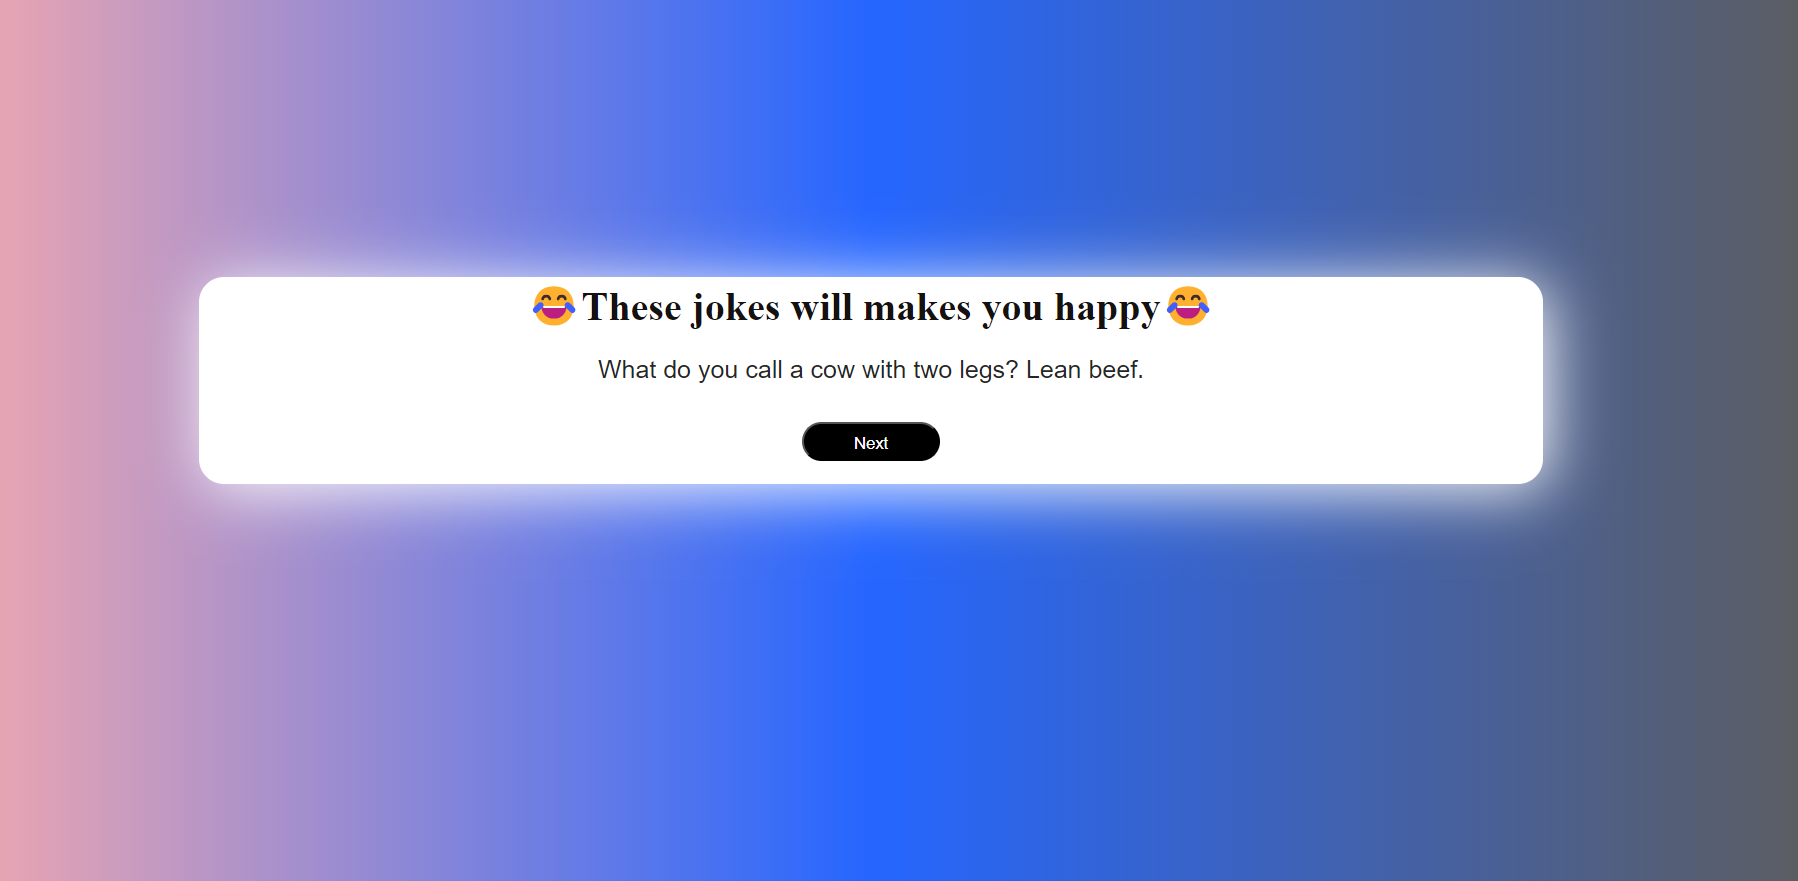 😂These jokes will makes you happy😂
What do you call a cow with two legs? Lean beef.
Next